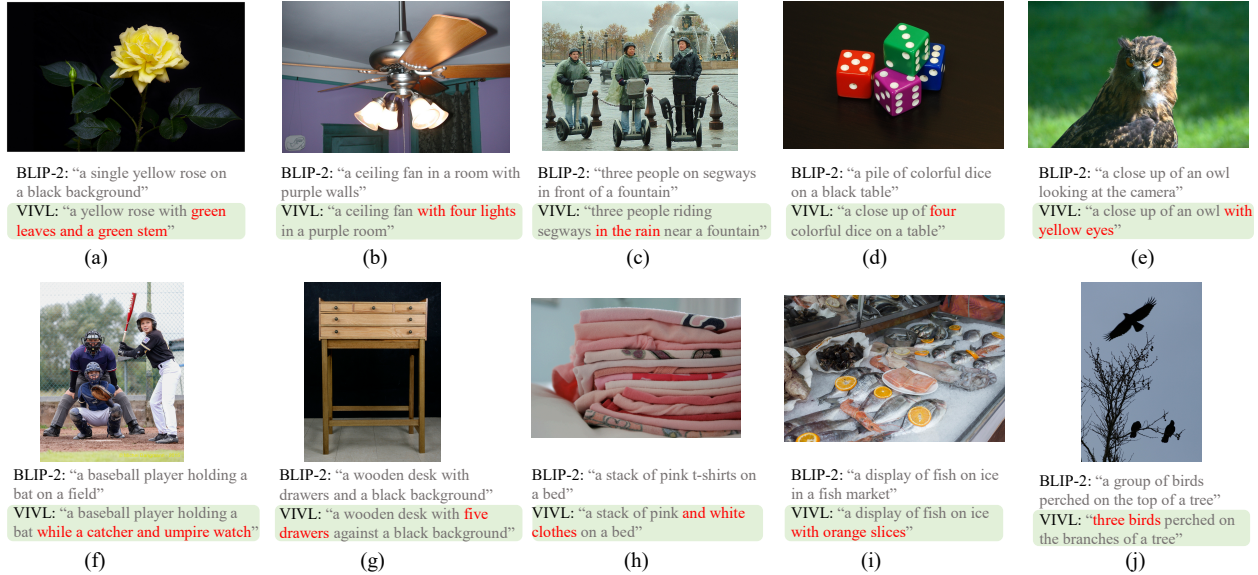 BLIP-2: “a single yellow rose on
a black background”
VIVL: “a yellow rose with green
leaves and a green stem”
(a)
BLIP-2: “a ceiling fan in a room with
purple walls”
VIVL: “a ceiling fan with four lights
in a purple room”
(b)
BLIP-2: “three people on segways
in front of a fountain”
VIVL: “three people riding
segways in the rain near a fountain”
(c)
BLIP-2: “a pile of colorful dice
on a black table”
VIVL: “a close up of four
colorful dice on a table”
(d)
BLIP-2: “a close up of an owl
looking at the camera”
VIVL: “a close up of an owl with
yellow eyes”
(e)
BLIP-2: “a baseball player holding a
bat on a field”
VIVL: “a baseball player holding a
bat while a catcher and umpire watch”
(f)
BLIP-2: “a wooden desk with
drawers and a black background”
VIVL: “a wooden desk with five
drawers against a black background”
(g)
BLIP-2: “a stack of pink t-shirts on
a bed”
VIVL: “a stack of pink and white
clothes on a bed”
(h)
BLIP-2: “a display of fish on ice
in a fish market”
VIVL: “a display of fish on ice
with orange slices”
(i)
BLIP-2: “a group of birds
perched on the top of a tree”
VIVL: “three birds perched on
the branches of a tree”
(j)